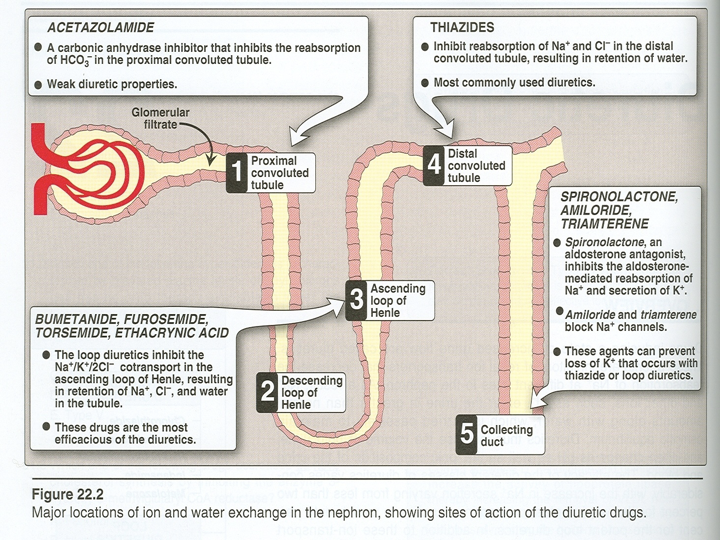 ACETAZOLAMIDE
● A carbonic anhydrase inhibitor that inhibits the reabsorption
of HCO₃⁻ in the proximal convoluted tubule.
● Weak diuretic properties.
THIAZIDES
● Inhibit reabsorption of Na⁺ and Cl⁻ in the distal
convoluted tubule, resulting in retention of water.
● Most commonly used diuretics.
Glomerular
filtrate
1 Proximal
convoluted
tubule
4 Distal
convoluted
tubule
SPIRONOLACTONE,
AMILORIDE,
TRIAMTERENE
● Spironolactone, an
aldosterone antagonist,
inhibits the aldosterone-
mediated reabsorption of
Na⁺ and secretion of K⁺.
● Amiloride and triamterene
block Na⁺ channels.
● These agents can prevent
loss of K⁺ that occurs with
thiazide or loop diuretics.
3 Ascending
loop of
Henle
BUMETANIDE, FUROSEMIDE,
TORSEMIDE, ETHACRYNIC ACID
● The loop diuretics inhibit the
Na⁺/K⁺/2Cl⁻ cotransport in the
ascending loop of Henle, resulting
in retention of Na⁺, Cl⁻, and water
in the tubule.
● These drugs are the most
efficacious of the diuretics.
2 Descending
loop of
Henle
5 Collecting
duct
Figure 22.2
Major locations of ion and water exchange in the nephron, showing sites of action of the diuretic drugs.